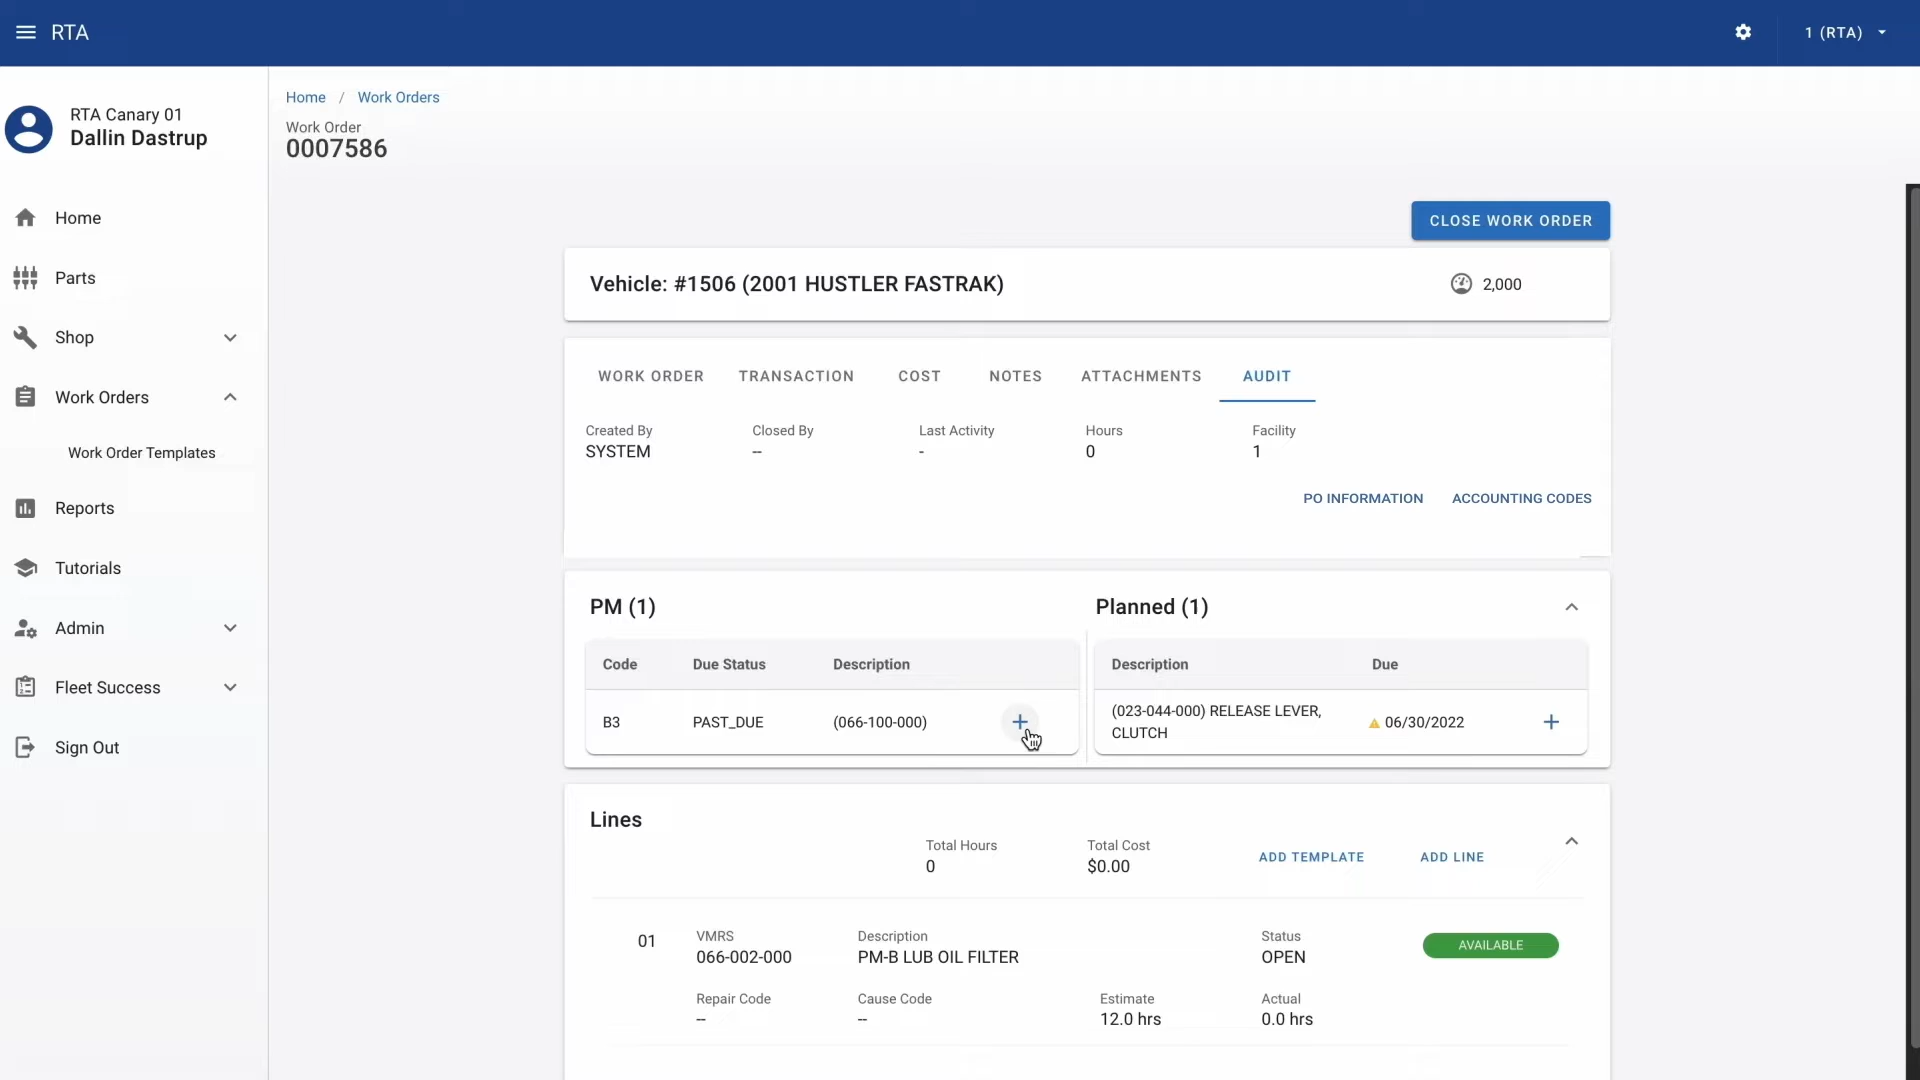 RTA
1 (RTA)
RTA Canary 01
Dallin Dastrup
Home
Parts
Shop
Work Orders
Work Order Templates
Reports
Tutorials
Admin
Fleet Success
Sign Out
Home / Work Orders
Work Order
0007586
CLOSE WORK ORDER
Vehicle: #1506 (2001 HUSTLER FASTRAK)
2,000
WORK ORDER TRANSACTION COST NOTES ATTACHMENTS AUDIT
Created By Closed By Last Activity Hours Facility
SYSTEM -- - 0 1
PO INFORMATION ACCOUNTING CODES
PM (1)
Code Due Status Description
B3 PAST_DUE (066-100-000)
Planned (1)
Description Due
(023-044-000) RELEASE LEVER,
CLUTCH
06/30/2022
Lines
Total Hours Total Cost
0 $0.00
ADD TEMPLATE ADD LINE
01
VMRS Description Status
066-002-000 PM-B LUB OIL FILTER OPEN
AVAILABLE
Repair Code Cause Code Estimate Actual
-- -- 12.0 hrs 0.0 hrs